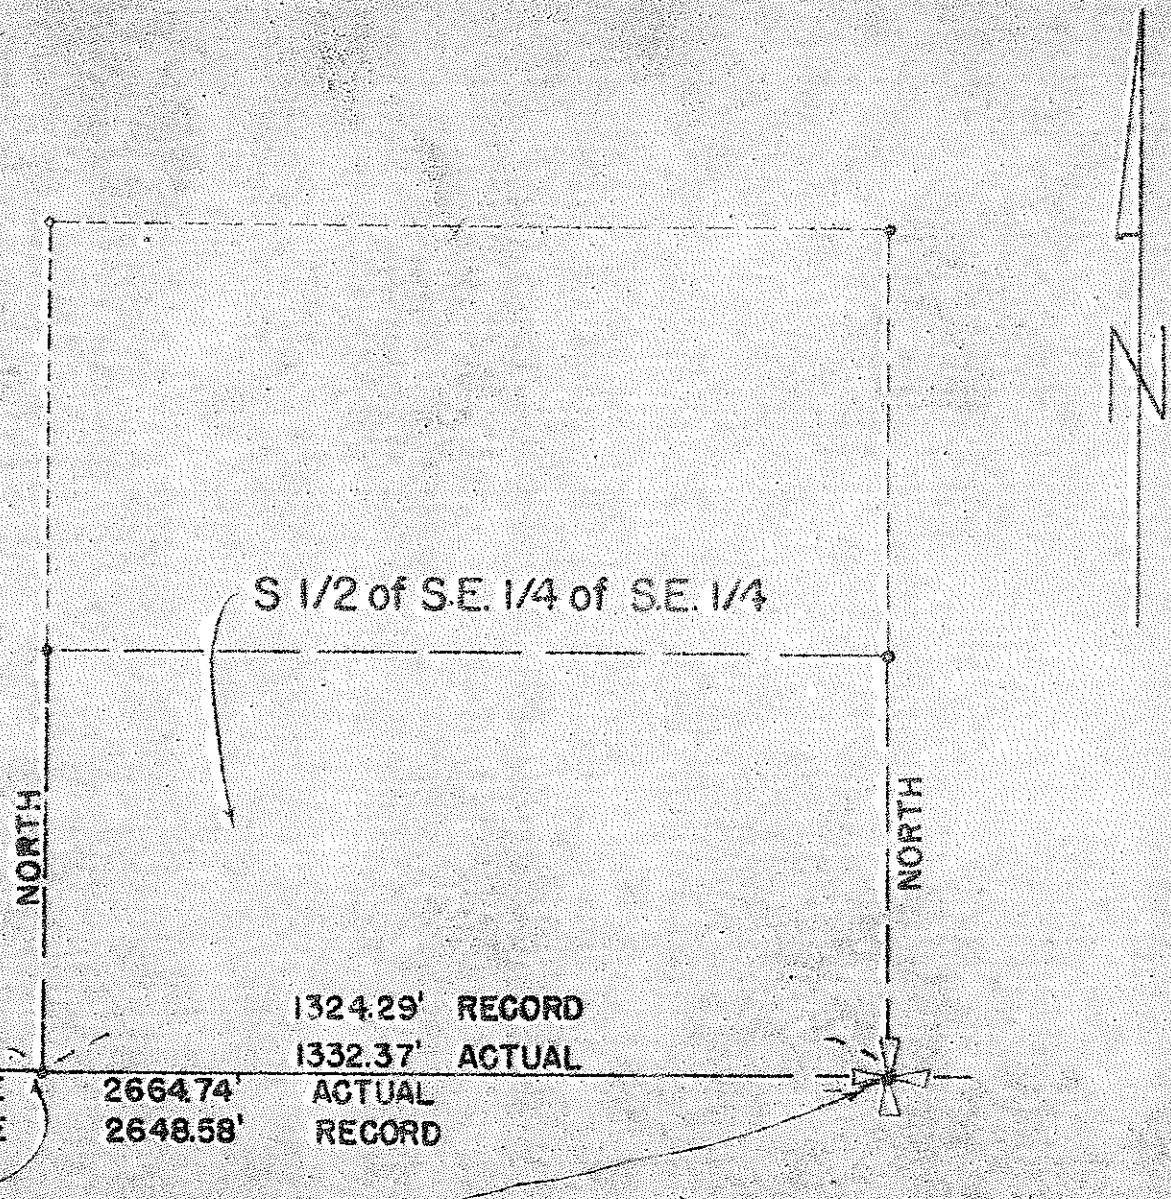 N
S 1/2 of S.E. 1/4 of S.E. 1/4
NORTH
NORTH
1324.29' RECORD
1332.37' ACTUAL
E 2664.74' ACTUAL
E 2648.58' RECORD